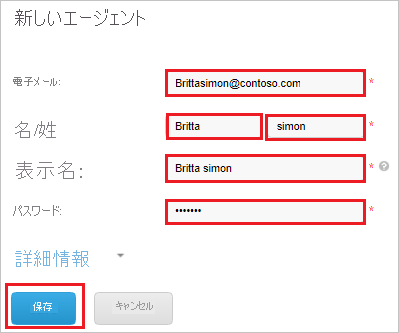 新しいエージェント
電子メール: Brittasimon@contoso.com *
名/姓 Britta simon *
表示名: Britta simon * ?
パスワード: ••••••• *
詳細情報
保存 キャンセル